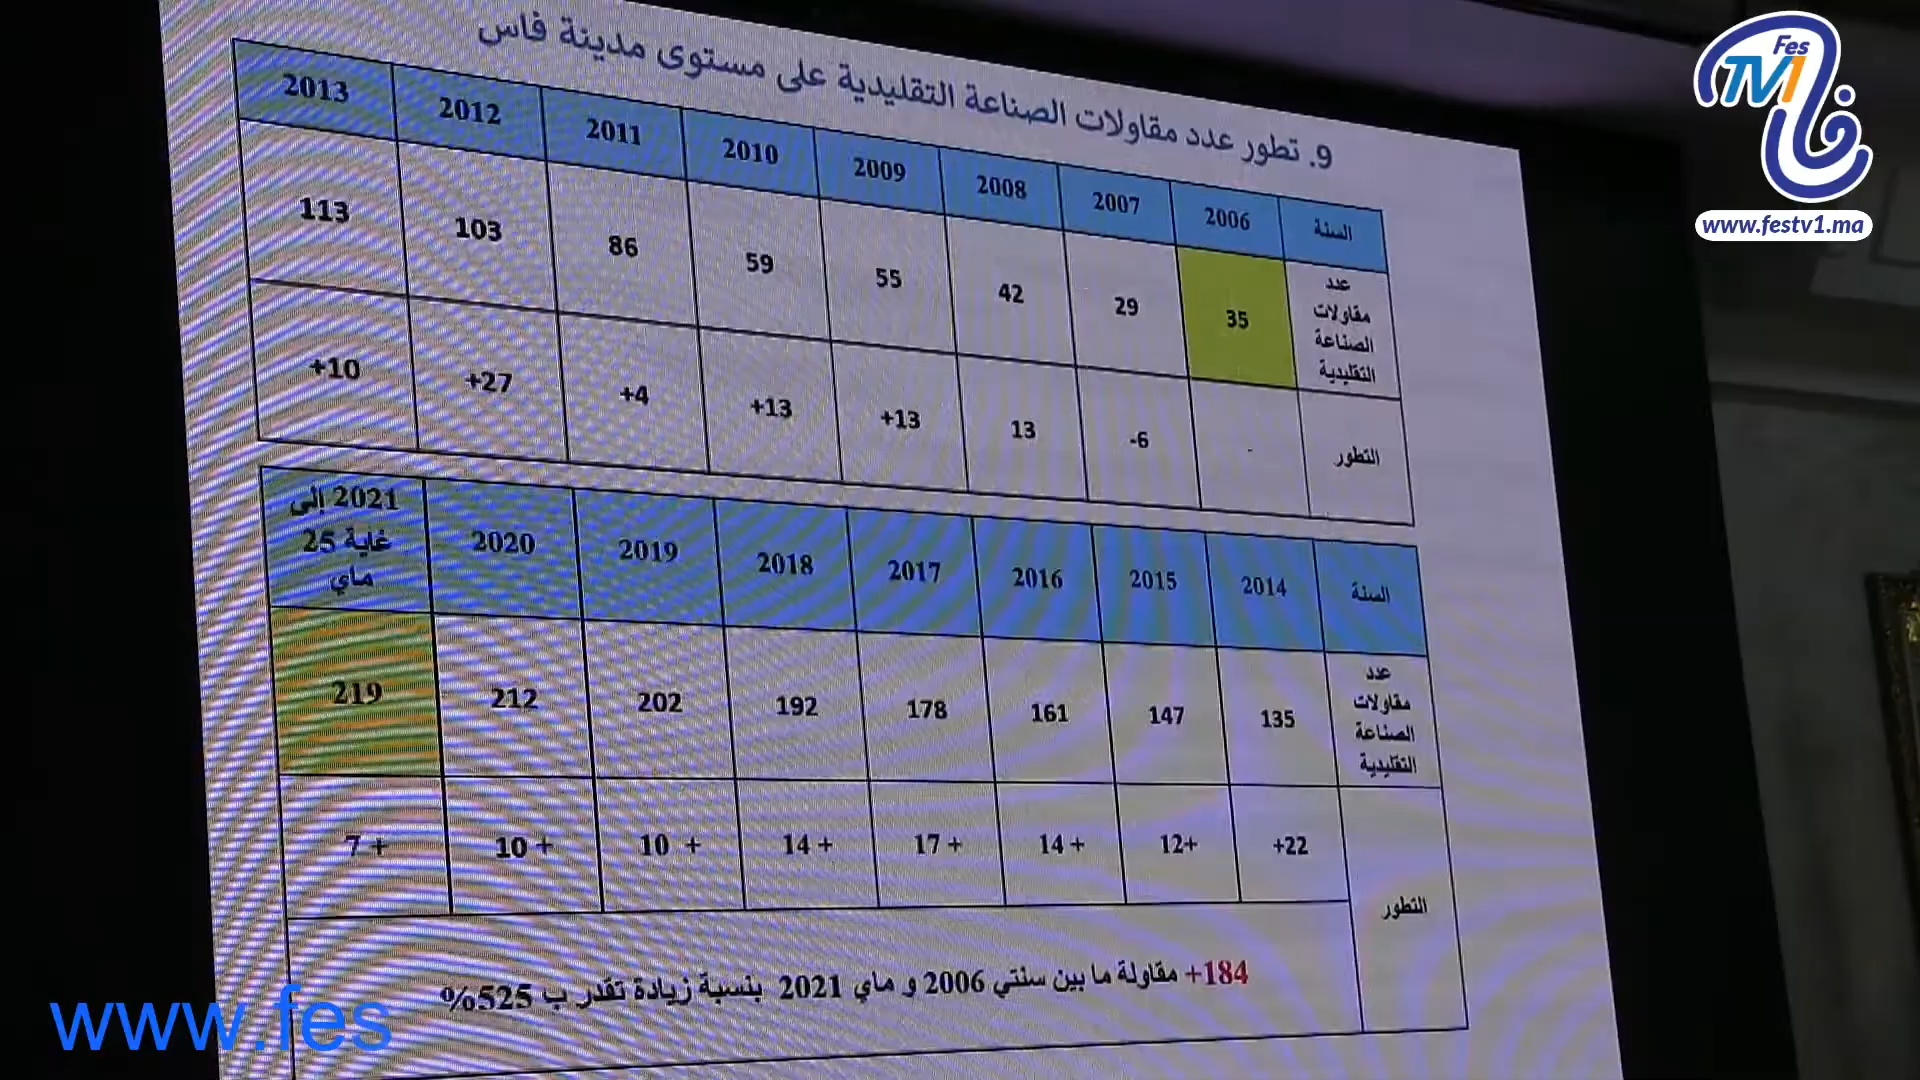 9. تطور عدد مقاولات الصناعة التقليدية على مستوى مدينة فاس
السنة 2006 2007 2008 2009 2010 2011 2012 2013
عدد مقاولات الصناعة التقليدية 35 29 42 55 59 86 103 113
التطور - -6 13 +13 +13 +4 +27 +10
السنة 2014 2015 2016 2017 2018 2019 2020 2021 إلى غاية 25 ماي
عدد مقاولات الصناعة التقليدية 135 147 161 178 192 202 212 219
التطور +22 12+ 14 + 17 + 14 + 10 + 10 + 7 +
+184 مقاولة ما بين سنتي 2006 و ماي 2021 بنسبة زيادة تقدر ب 525%
Fes
TV1
فاس
www.festv1.ma
www.fes